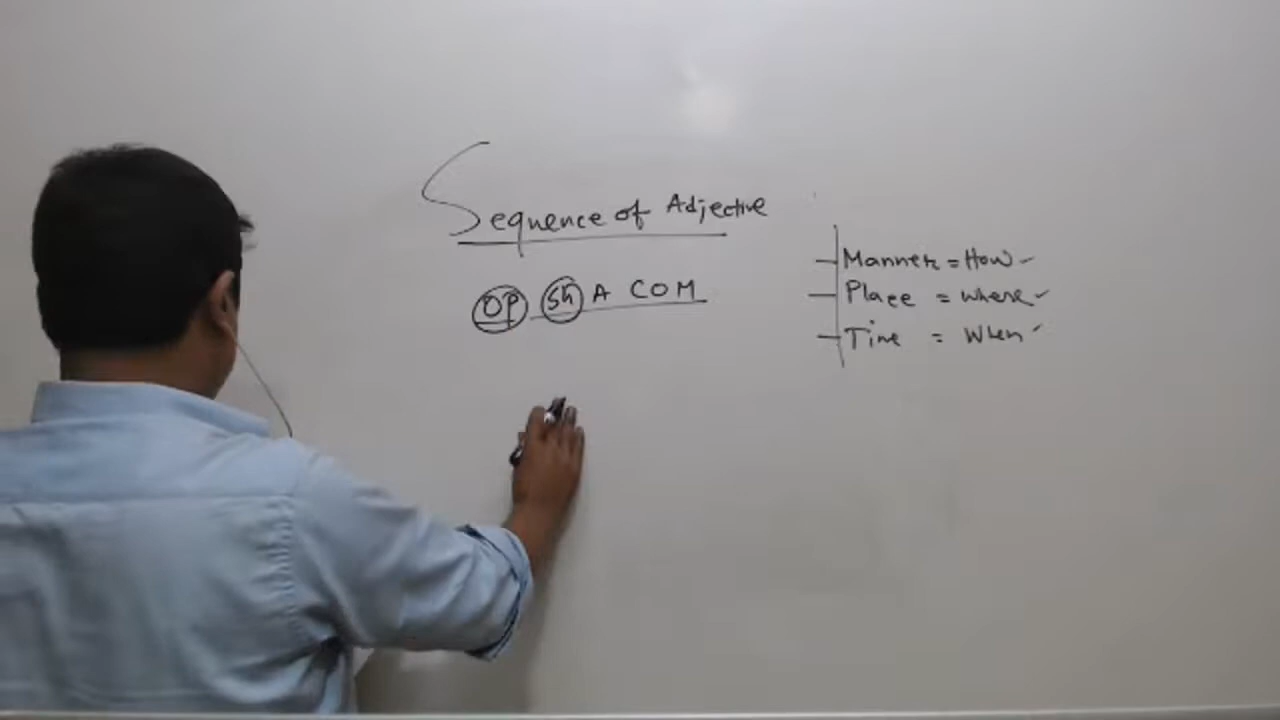 Sequence of Adjective
OP Sh A COM
Manner = How
Place = where
Time = When